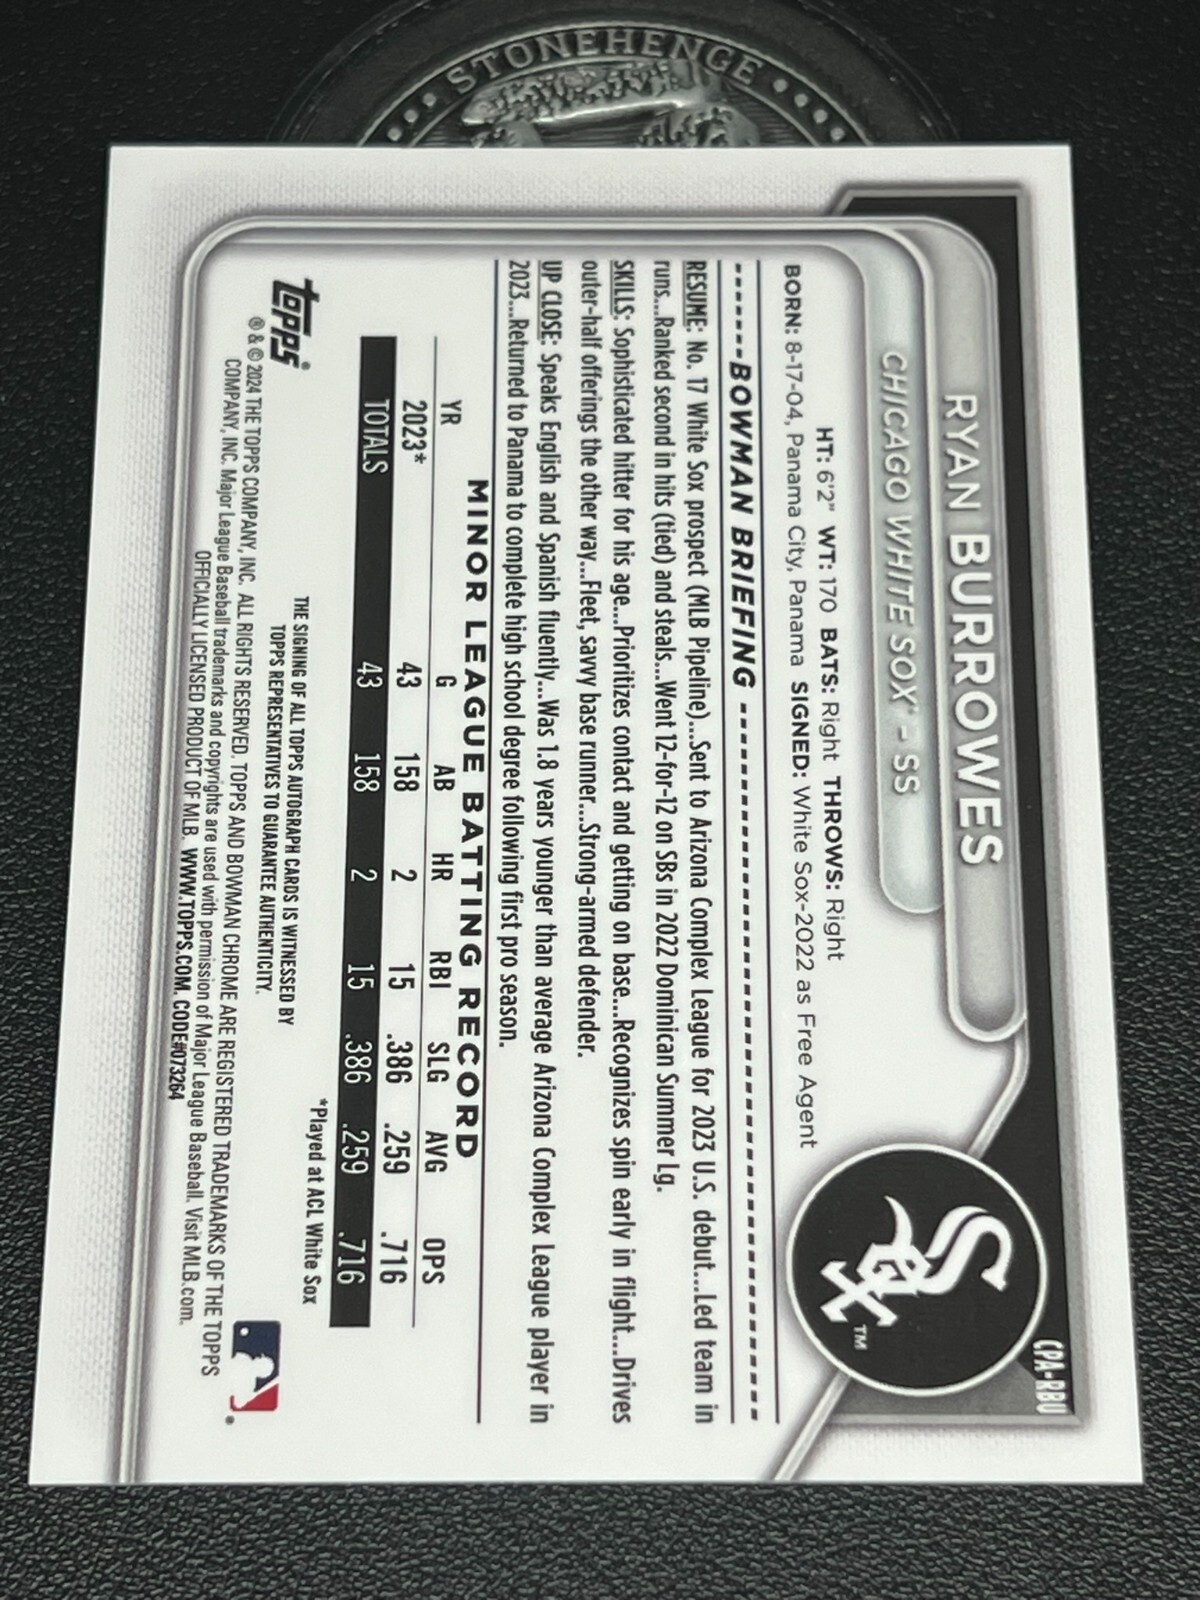 STONEHENGE
CPA-RBU
RYAN BURROWES
CHICAGO WHITE SOX® - SS
Sox™
HT: 6'2" WT: 170 BATS: Right THROWS: Right
BORN: 8-17-04, Panama City, Panama SIGNED: White Sox-2022 as Free Agent
BOWMAN BRIEFING
RESUME: No. 17 White Sox prospect (MLB Pipeline)...Sent to Arizona Complex League for 2023 U.S. debut...Led team in
runs...Ranked second in hits (tied) and steals...Went 12-for-12 on SBs in 2022 Dominican Summer Lg.
SKILLS: Sophisticated hitter for his age...Prioritizes contact and getting on base...Recognizes spin early in flight...Drives
outer-half offerings the other way...Fleet, savvy base runner...Strong-armed defender.
UP CLOSE: Speaks English and Spanish fluently...Was 1.8 years younger than average Arizona Complex League player in
2023...Returned to Panama to complete high school degree following first pro season.
MINOR LEAGUE BATTING RECORD
YR G AB HR RBI SLG AVG OPS
2023* 43 158 2 15 .386 .259 .716
TOTALS 43 158 2 15 .386 .259 .716
*Played at ACL White Sox
THE SIGNING OF ALL TOPPS AUTOGRAPH CARDS IS WITNESSED BY
TOPPS REPRESENTATIVES TO GUARANTEE AUTHENTICITY.
Topps®
® & © 2024 THE TOPPS COMPANY, INC. ALL RIGHTS RESERVED. TOPPS AND BOWMAN CHROME ARE REGISTERED TRADEMARKS OF THE TOPPS
COMPANY, INC. Major League Baseball trademarks and copyrights are used with permission of Major League Baseball. Visit MLB.com.
OFFICIALLY LICENSED PRODUCT OF MLB. WWW.TOPPS.COM. CODE#073264